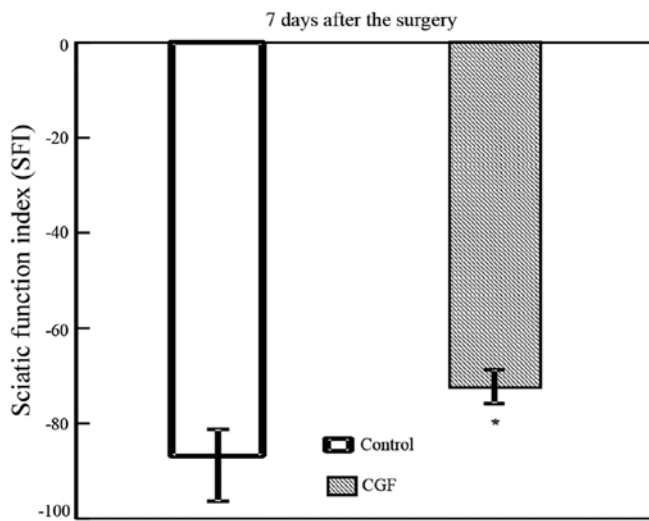 7 days after the surgery
Sciatic function index (SFI)
0
-20
-40
-60
-80
-100
*
Control
CGF